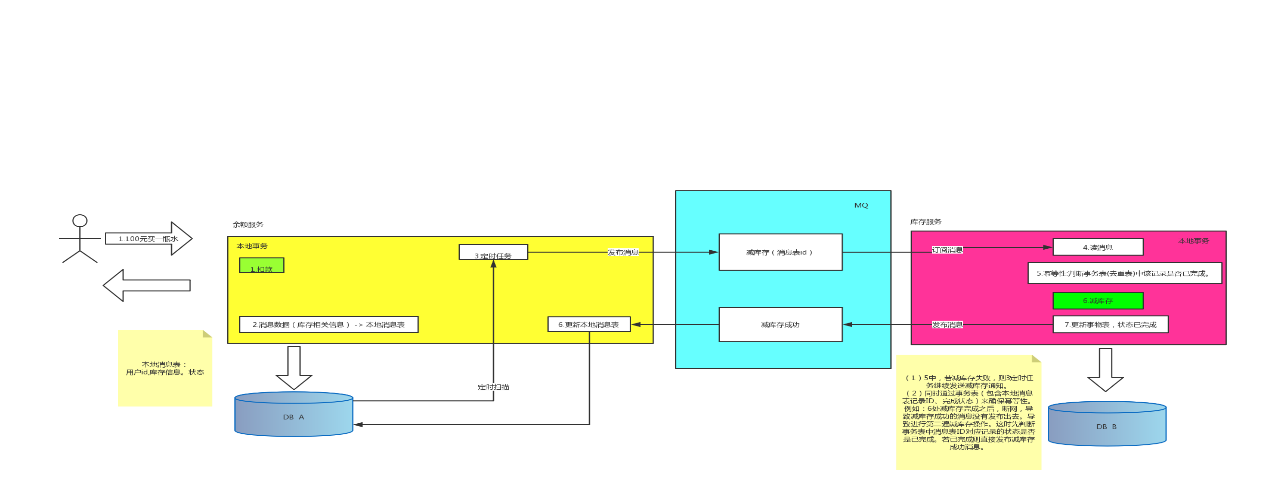 余额服务
本地事务
1.100元买一瓶水
1.扣款
2.消息数据（库存相关信息） -> 本地消息表
3.定时任务
发布消息
6.更新本地消息表
定时扫描
本地消息表：
用户id,库存信息。状态
DB A
MQ
减库存（消息表id）
减库存成功
库存服务
本地事务
订阅消息
4.读消息
5.幂等性:判断事务表(去重表)中该记录是否已完成。
6.减库存
发布消息
7.更新事物表，状态已完成
（1）5中，若减库存失败，则3定时任
务继续发送减库存通知。
（2）同时通过事务表（包含本地消息
表记录ID、完成状态）来确保幂等性。
例如：6处减库存完成之后，断网，导
致减库存成功的消息没有发布出去，导
致进行第二遍减库存操作。这时先判断
事务表中消息表ID对应记录的状态是否
是已完成，若已完成则直接发布减库存
成功消息。
DB B